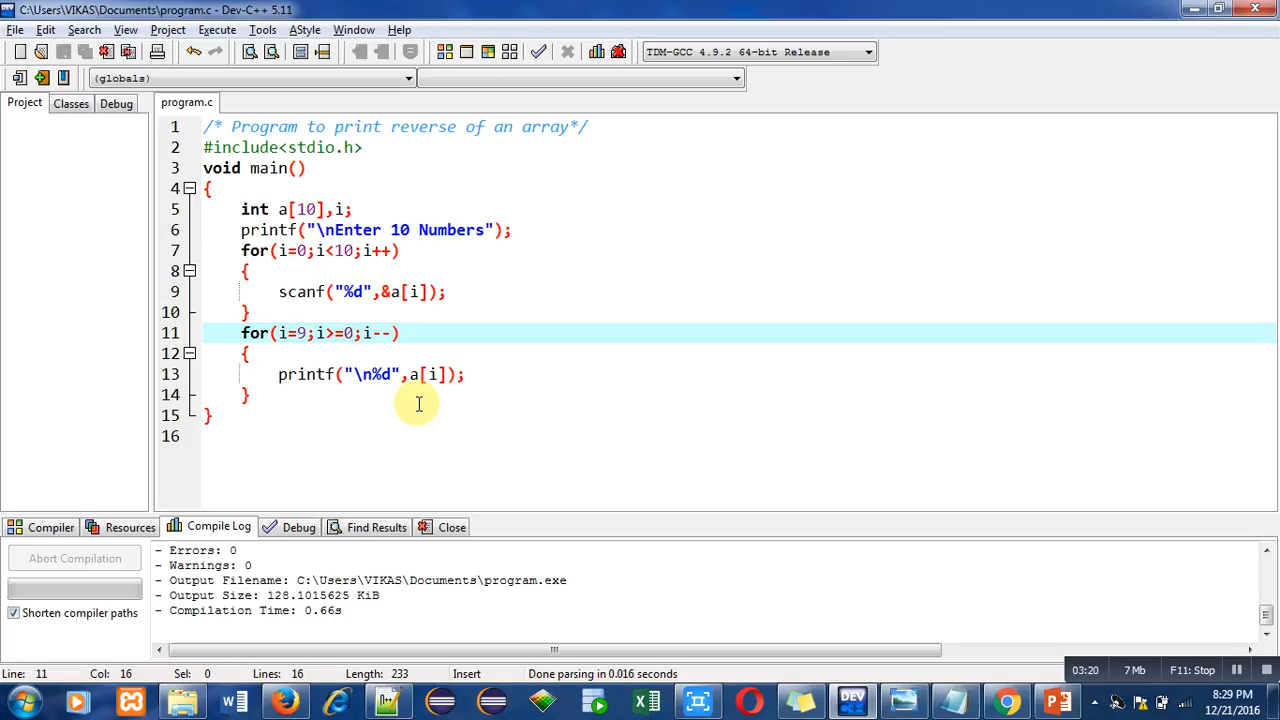 C:\Users\VIKAS\Documents\program.c - Dev-C++ 5.11
File Edit Search View Project Execute Tools AStyle Window Help
TDM-GCC 4.9.2 64-bit Release
(globals)
Project Classes Debug program.c
1 /* Program to print reverse of an array*/
2 #include<stdio.h>
3 void main()
4 {
5 int a[10],i;
6 printf("\nEnter 10 Numbers");
7 for(i=0;i<10;i++)
8 {
9 scanf("%d",&a[i]);
10 }
11 for(i=9;i>=0;i--)
12 {
13 printf("\n%d",a[i]);
14 }
15 }
16
Compiler Resources Compile Log Debug Find Results Close
Abort Compilation
Shorten compiler paths
- Errors: 0
- Warnings: 0
- Output Filename: C:\Users\VIKAS\Documents\program.exe
- Output Size: 128.1015625 KiB
- Compilation Time: 0.66s
Line: 11 Col: 16 Sel: 0 Lines: 16 Length: 233 Insert Done parsing in 0.016 seconds
03:20 7 Mb F11: Stop
DEV
8:29 PM
12/21/2016